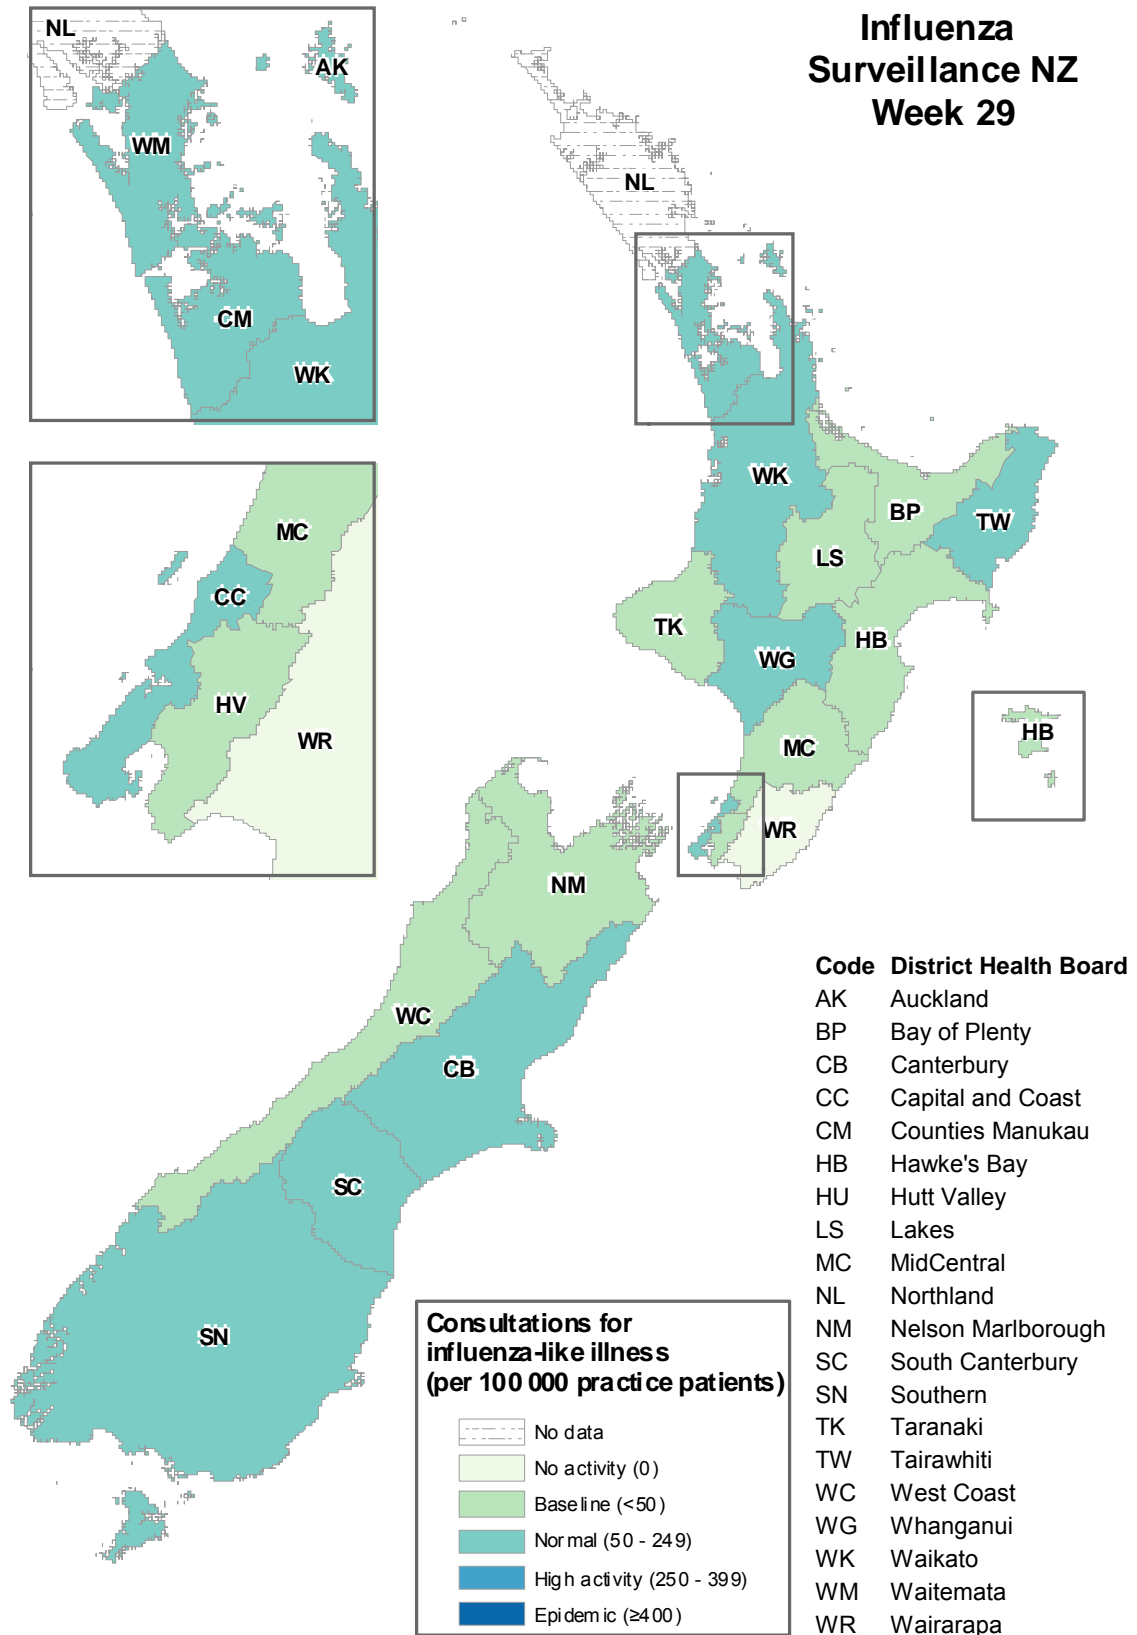 Influenza
Surveillance NZ
Week 29
NL
AK
WM
CM
WK
MC
CC
HV
WR
NL
WK
BP
TW
LS
TK
HB
WG
MC
HB
WR
NM
WC
CB
SC
SN
Code District Health Board
AK Auckland
BP Bay of Plenty
CB Canterbury
CC Capital and Coast
CM Counties Manukau
HB Hawke's Bay
HU Hutt Valley
LS Lakes
MC MidCentral
NL Northland
NM Nelson Marlborough
SC South Canterbury
SN Southern
TK Taranaki
TW Tairawhiti
WC West Coast
WG Whanganui
WK Waikato
WM Waitemata
WR Wairarapa
Consultations for
influenza-like illness
(per 100 000 practice patients)
No data
No activity (0)
Baseline (<50)
Normal (50 - 249)
High activity (250 - 399)
Epidemic (≥400)